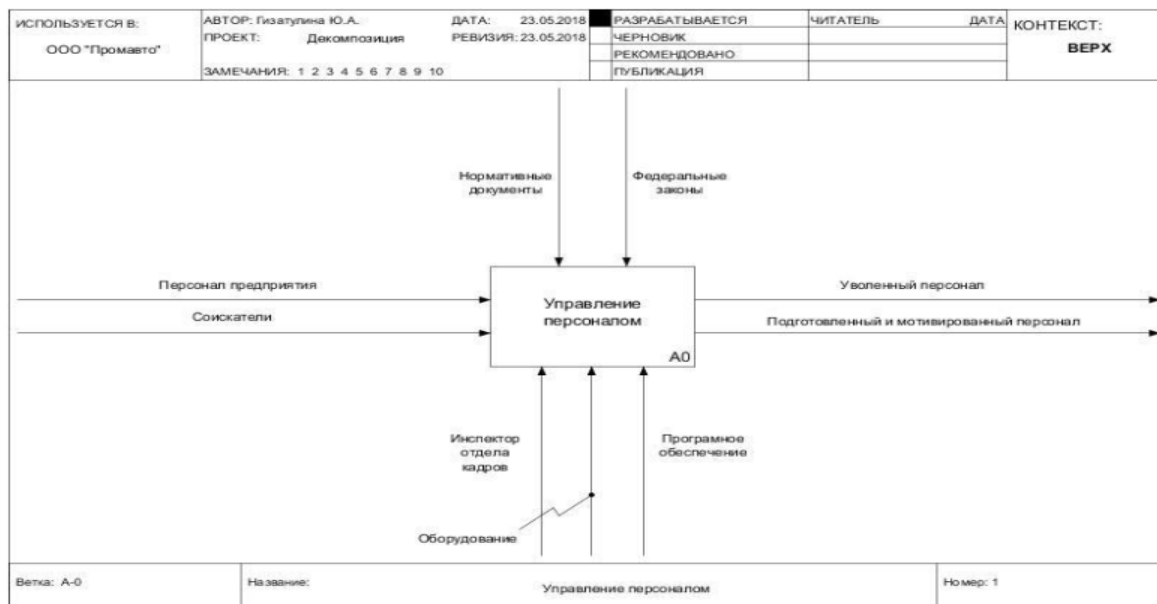 ИСПОЛЬЗУЕТСЯ В:
ООО "Промавто"
АВТОР: Гизатулина Ю.А.
ДАТА: 23.05.2018
ПРОЕКТ: Декомпозиция
РЕВИЗИЯ: 23.05.2018
ЗАМЕЧАНИЯ: 1 2 3 4 5 6 7 8 9 10
РАЗРАБАТЫВАЕТСЯ
ЧЕРНОВИК
РЕКОМЕНДОВАНО
ПУБЛИКАЦИЯ
ЧИТАТЕЛЬ ДАТА
КОНТЕКСТ:
ВЕРХ
Нормативные
документы
Федеральные
законы
Персонал предприятия
Соискатели
Управление
персоналом
A0
Уволенный персонал
Подготовленный и мотивированный персонал
Инспектор
отдела
кадров
Програмное
обеспечение
Оборудование
Ветка: A-0
Название:
Управление персоналом
Номер: 1